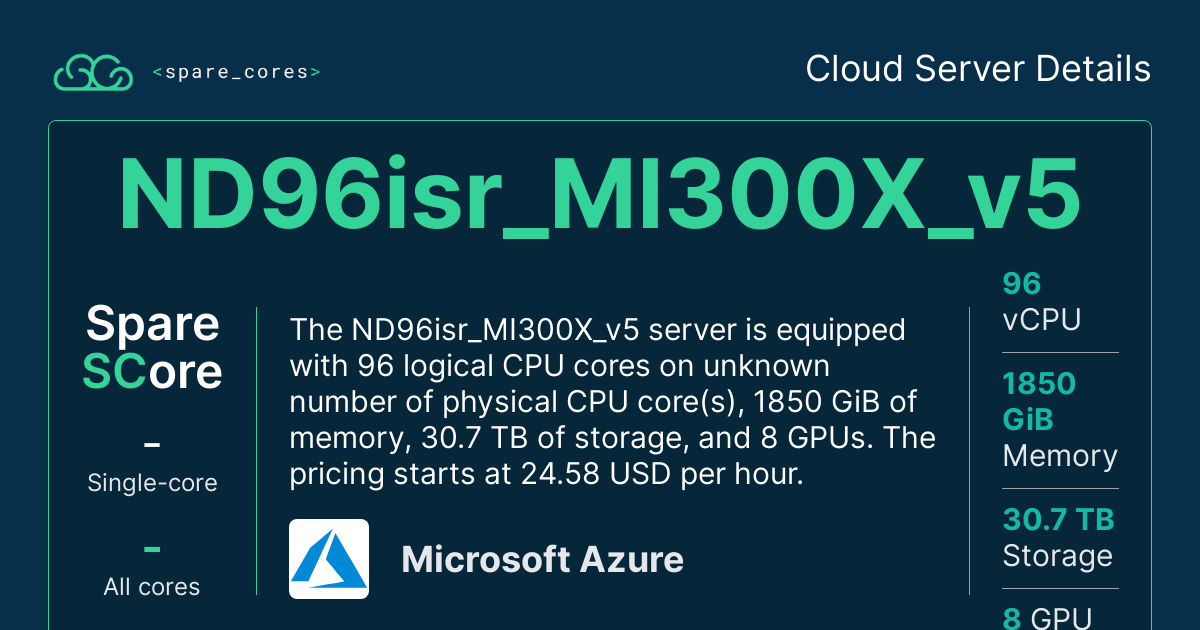 <spare_cores>
Cloud Server Details
ND96isr_MI300X_v5
Spare
SCore
-
Single-core
-
All cores
The ND96isr_MI300X_v5 server is equipped
with 96 logical CPU cores on unknown
number of physical CPU core(s), 1850 GiB of
memory, 30.7 TB of storage, and 8 GPUs. The
pricing starts at 24.58 USD per hour.
Microsoft Azure
96
vCPU
1850
GiB
Memory
30.7 TB
Storage
8 GPU